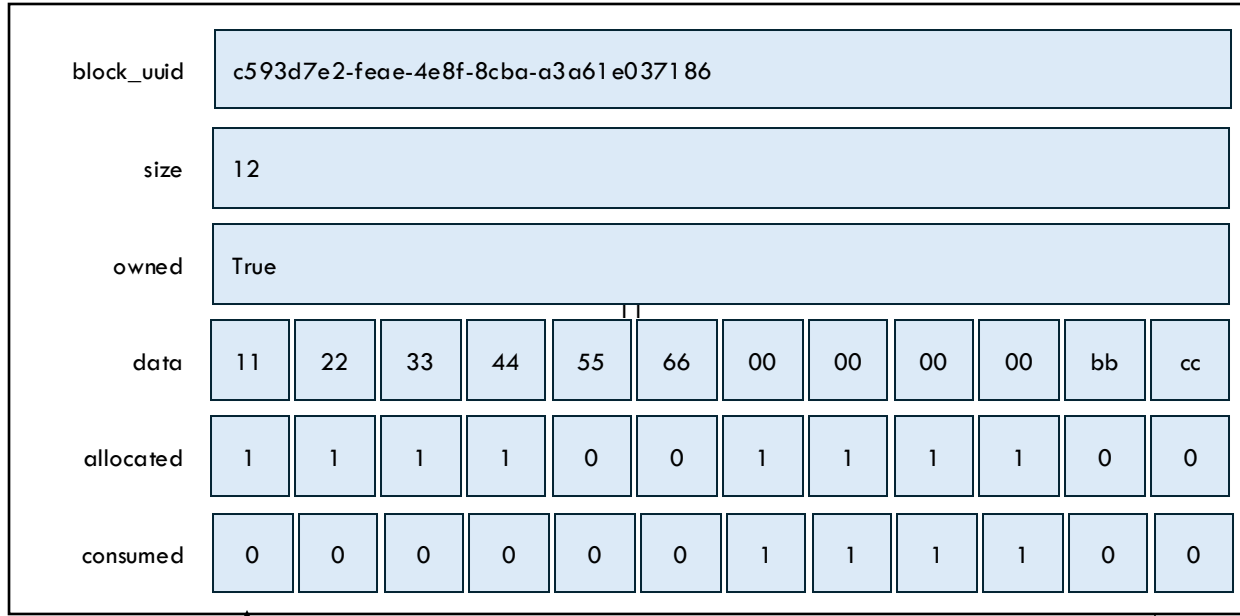 block_uuid c593d7e2-feae-4e8f-8cba-a3a61e037186
size 12
owned True
data 11 22 33 44 55 66 00 00 00 00 bb cc
allocated 1 1 1 1 0 0 1 1 1 1 0 0
consumed 0 0 0 0 0 0 1 1 1 1 0 0